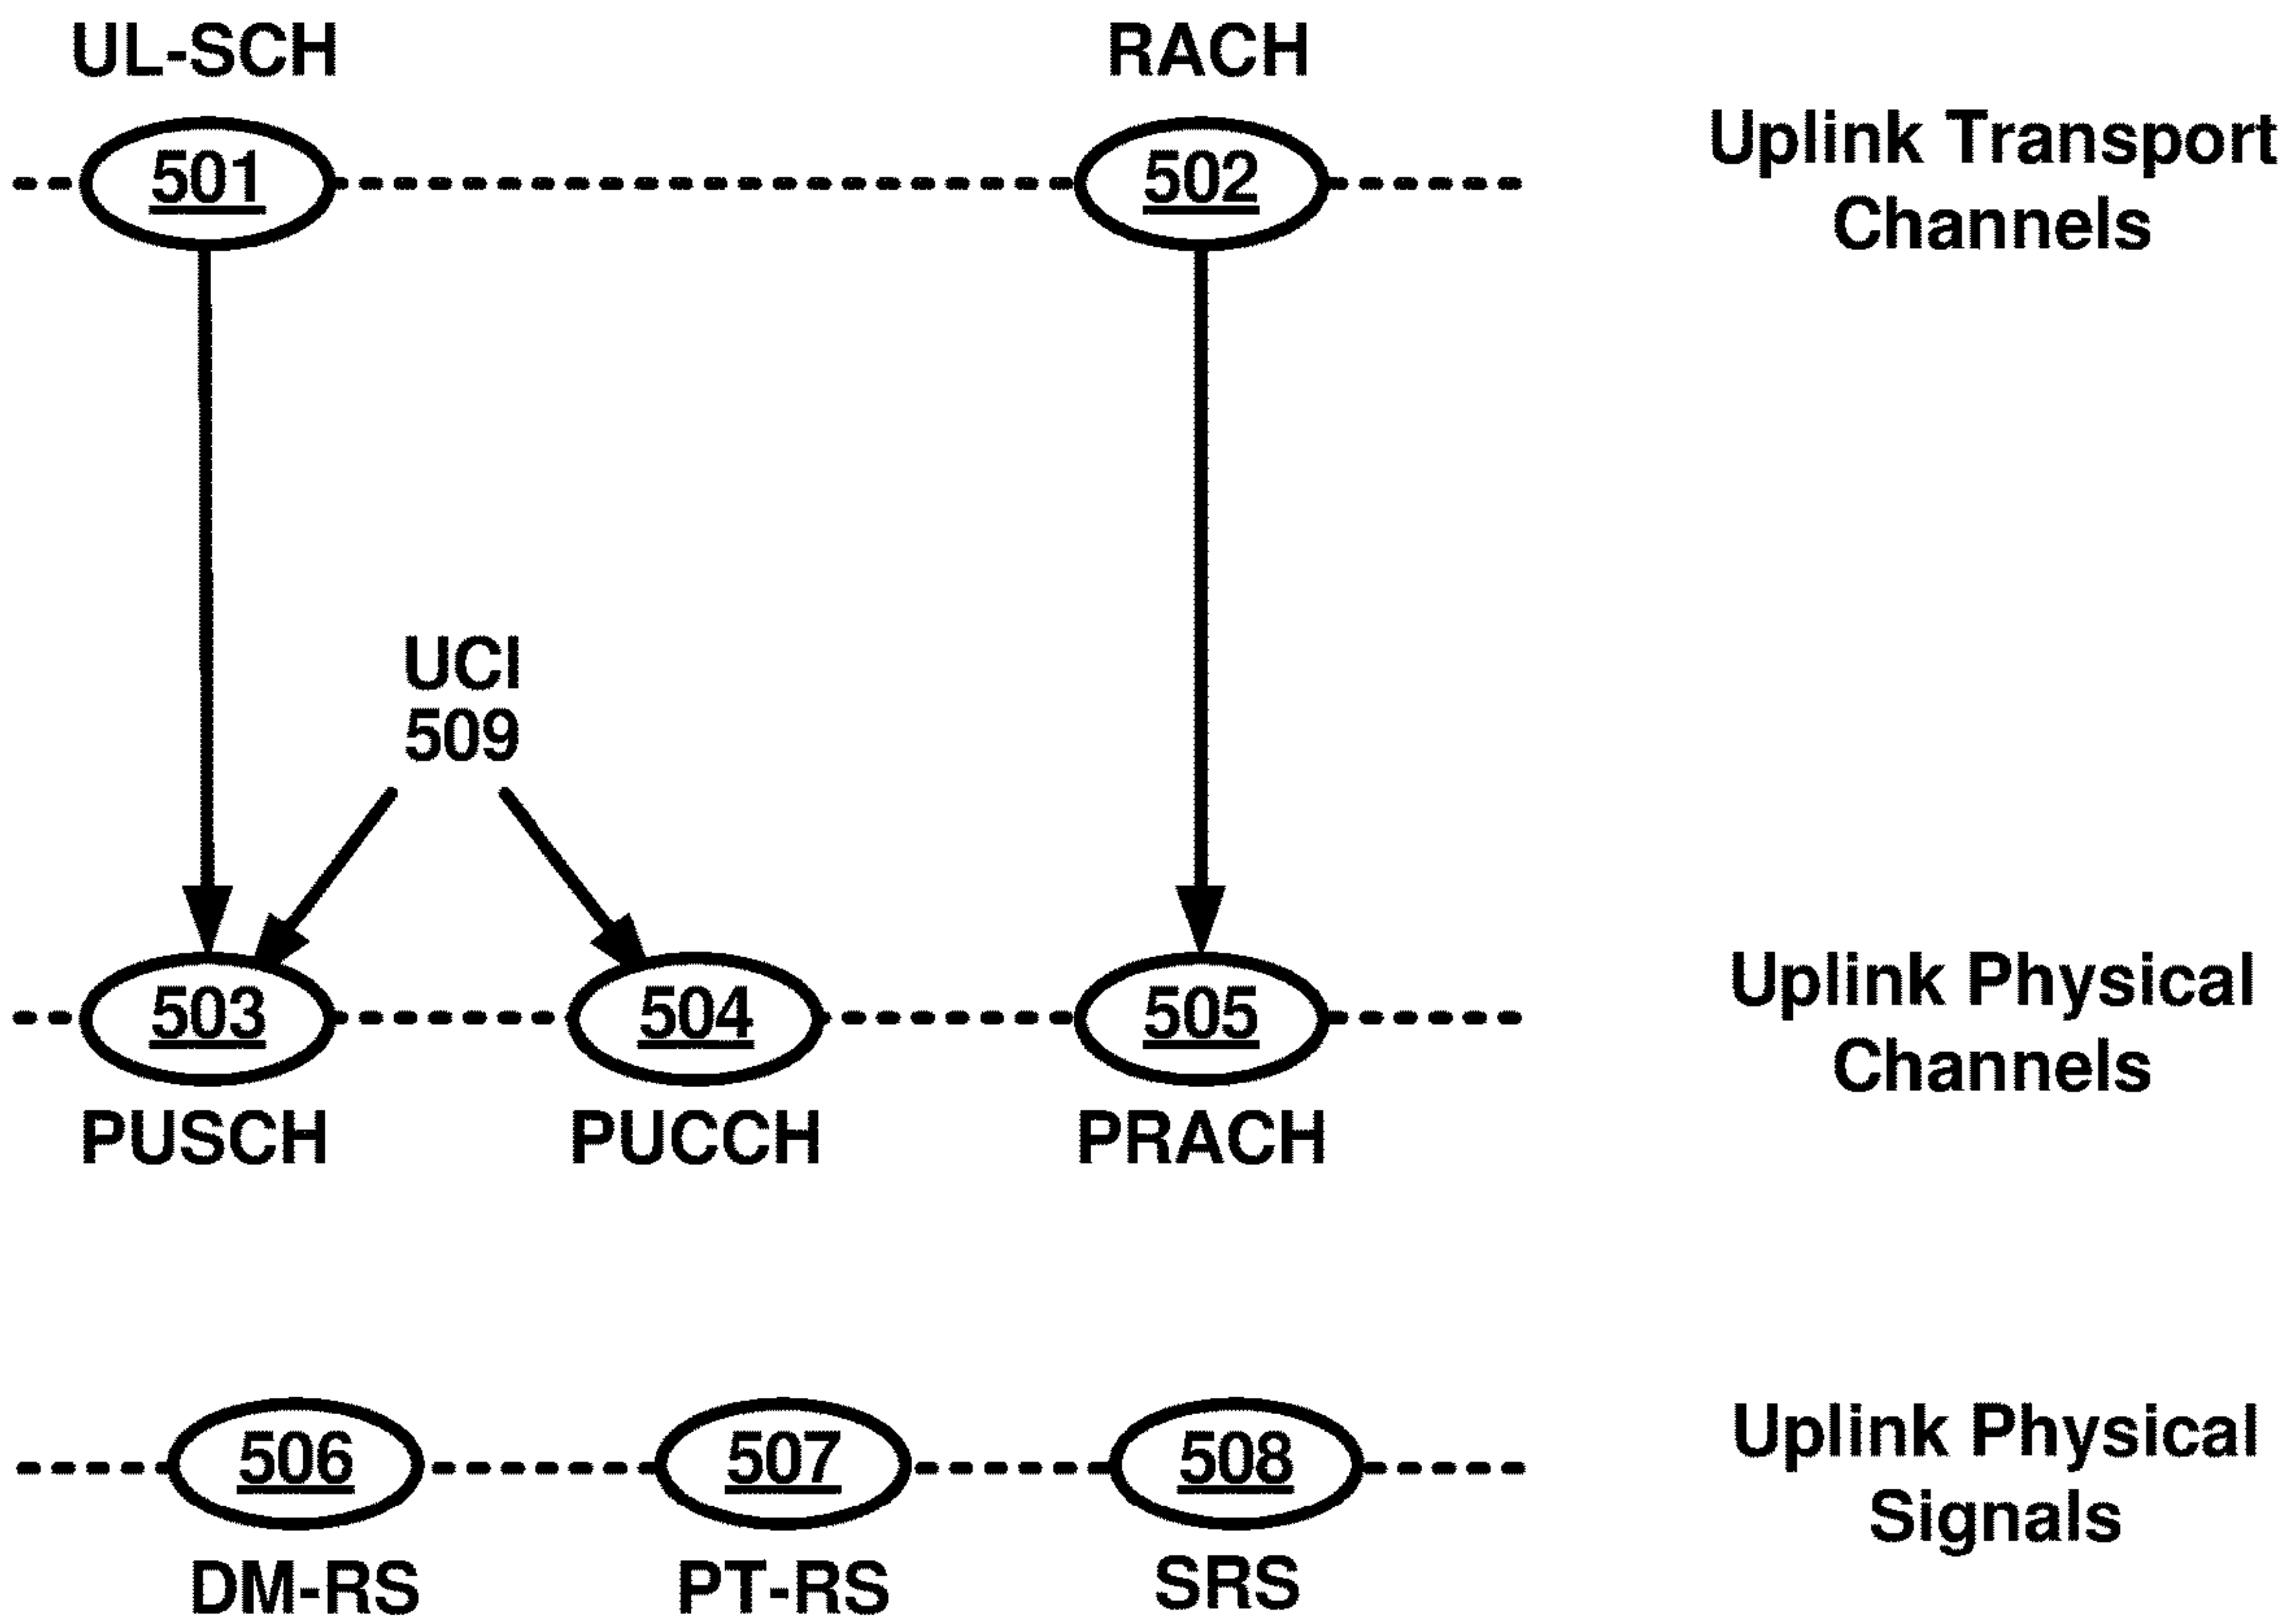 UL-SCH
RACH
501
502
Uplink Transport
Channels
UCI
509
503
504
505
Uplink Physical
Channels
PUSCH
PUCCH
PRACH
506
507
508
Uplink Physical
Signals
DM-RS
PT-RS
SRS